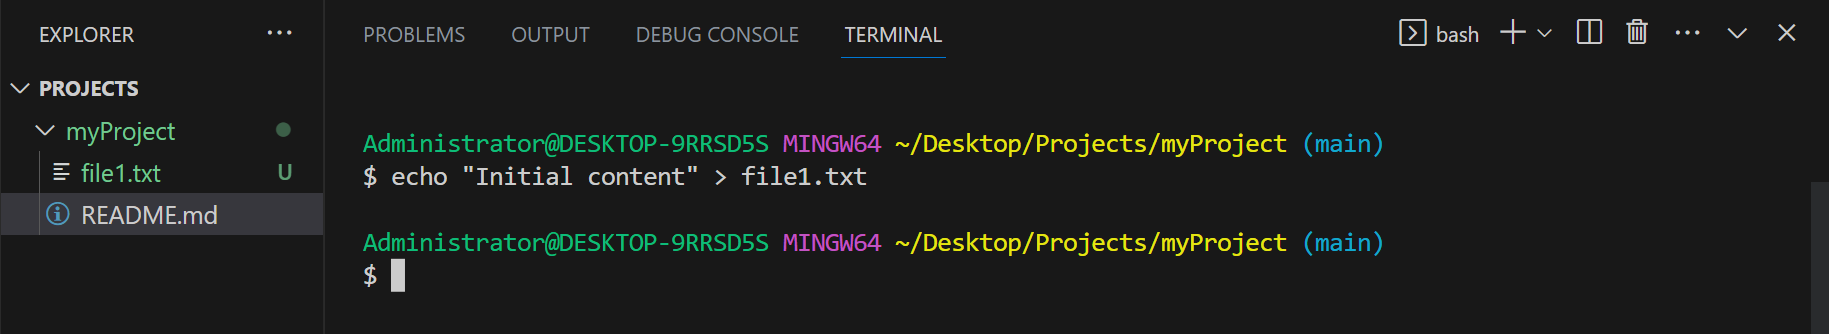 EXPLORER ···
PROJECTS
myProject
file1.txt U
README.md
PROBLEMS OUTPUT DEBUG CONSOLE TERMINAL bash
Administrator@DESKTOP-9RRSD5S MINGW64 ~/Desktop/Projects/myProject (main)
$ echo "Initial content" > file1.txt
Administrator@DESKTOP-9RRSD5S MINGW64 ~/Desktop/Projects/myProject (main)
$